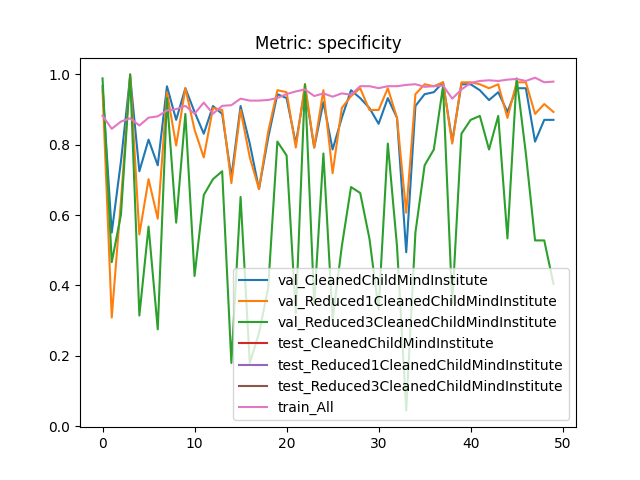 Metric: specificity
1.0
0.8
0.6
0.4
0.2
0.0
val_CleanedChildMindInstitute
val_Reduced1CleanedChildMindInstitute
val_Reduced3CleanedChildMindInstitute
test_CleanedChildMindInstitute
test_Reduced1CleanedChildMindInstitute
test_Reduced3CleanedChildMindInstitute
train_All
0 10 20 30 40 50